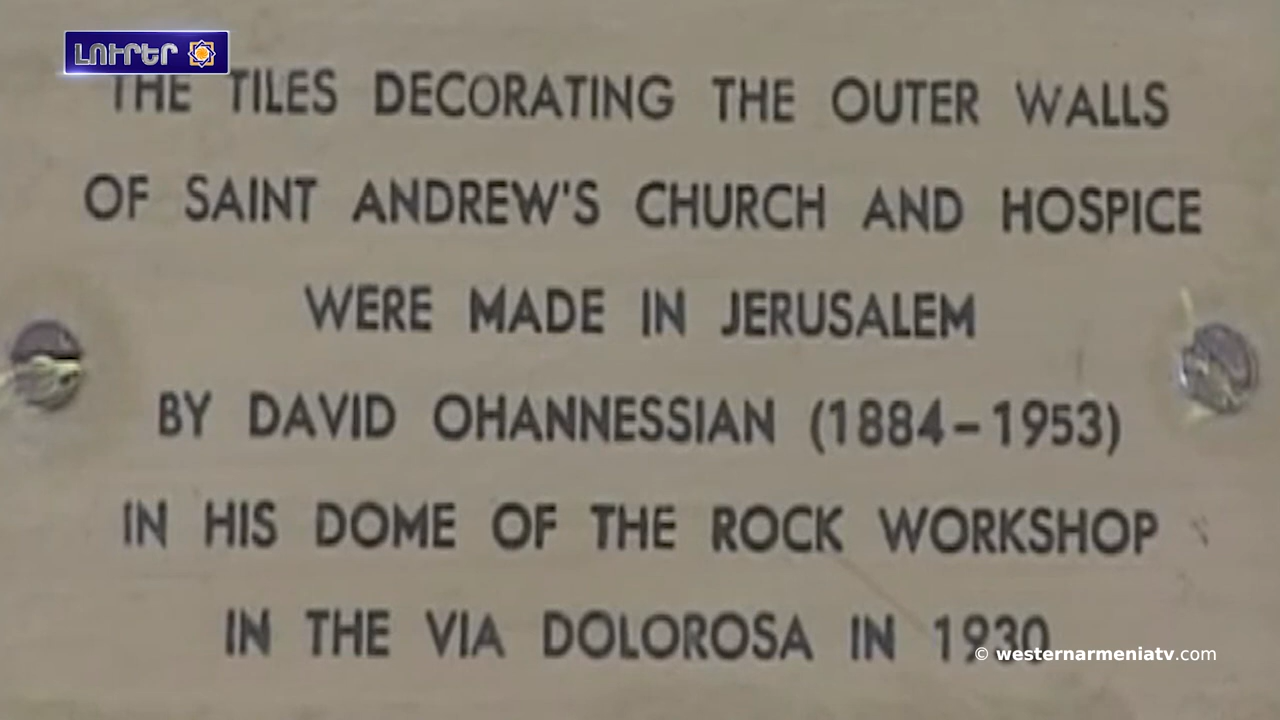 ԼՈՒՐԵՐ
THE TILES DECORATING THE OUTER WALLS
OF SAINT ANDREW'S CHURCH AND HOSPICE
WERE MADE IN JERUSALEM
BY DAVID OHANNESSIAN (1884–1953)
IN HIS DOME OF THE ROCK WORKSHOP
IN THE VIA DOLOROSA IN 1930
© westernarmeniatv.com